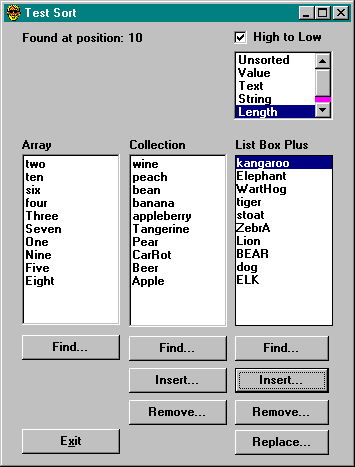 Test Sort
Found at position: 10
High to Low
Unsorted
Value
Text
String
Length
Array
two
ten
six
four
Three
Seven
One
Nine
Five
Eight
Find...
Exit
Collection
wine
peach
bean
banana
appleberry
Tangerine
Pear
CarRot
Beer
Apple
Find...
Insert...
Remove...
List Box Plus
kangaroo
Elephant
WartHog
tiger
stoat
ZebrA
Lion
BEAR
dog
ELK
Find...
Insert...
Remove...
Replace...